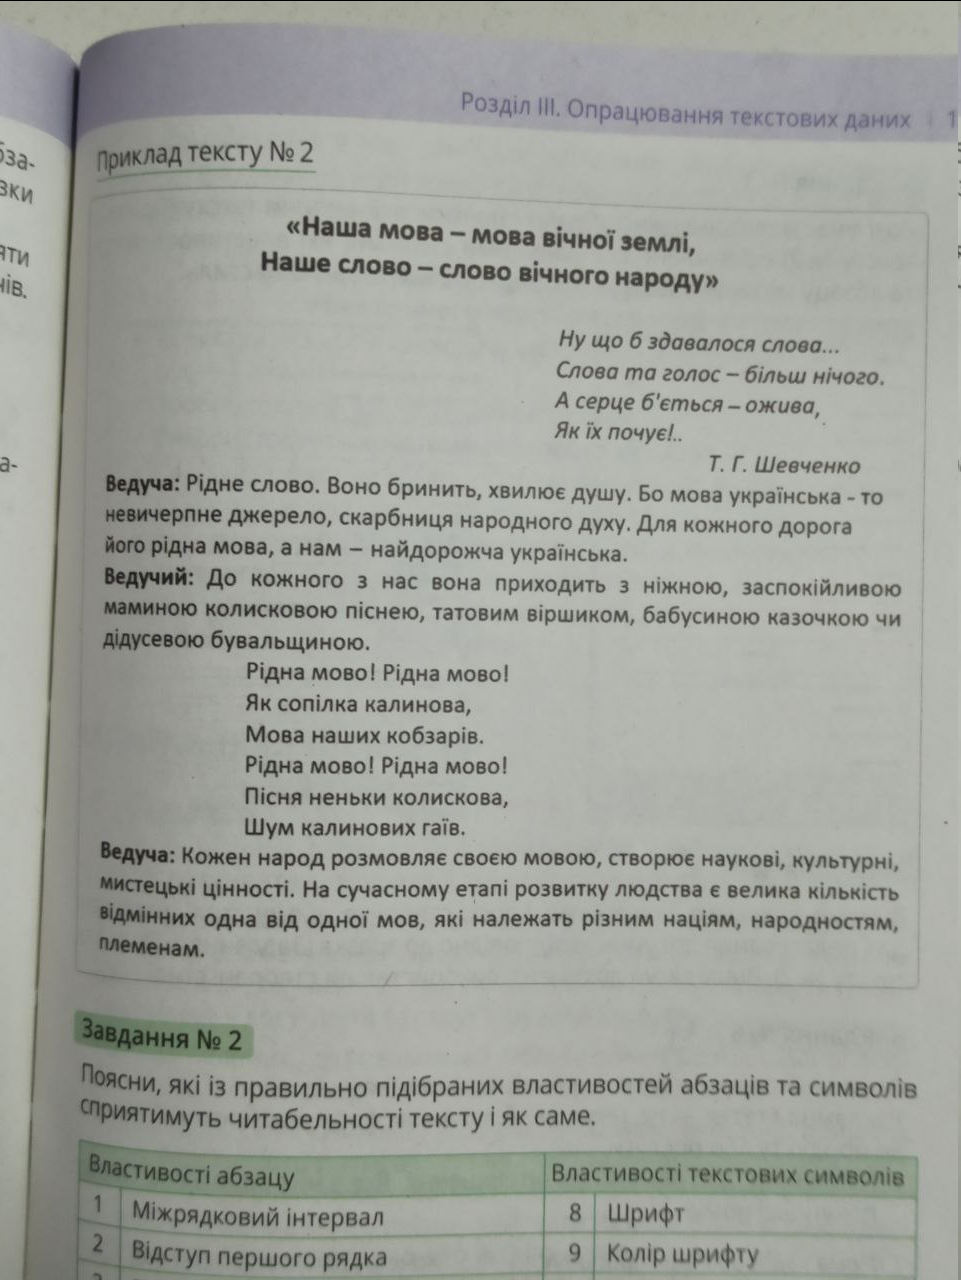 Розділ III. Опрацювання текстових даних | 1
Приклад тексту № 2
«Наша мова – мова вічної землі,
Наше слово – слово вічного народу»
Ну що б здавалося слова...
Слова та голос – більш нічого.
А серце б'ється – ожива,
Як їх почує!..
Т. Г. Шевченко
Ведуча: Рідне слово. Воно бринить, хвилює душу. Бо мова українська - то
невичерпне джерело, скарбниця народного духу. Для кожного дорога
його рідна мова, а нам – найдорожча українська.
Ведучий: До кожного з нас вона приходить з ніжною, заспокійливою
маминою колисковою піснею, татовим віршиком, бабусиною казочкою чи
дідусевою бувальщиною.
Рідна мово! Рідна мово!
Як сопілка калинова,
Мова наших кобзарів.
Рідна мово! Рідна мово!
Пісня неньки колискова,
Шум калинових гаїв.
Ведуча: Кожен народ розмовляє своєю мовою, створює наукові, культурні,
мистецькі цінності. На сучасному етапі розвитку людства є велика кількість
відмінних одна від одної мов, які належать різним націям, народностям,
племенам.
Завдання № 2
Поясни, які із правильно підібраних властивостей абзаців та символів
сприятимуть читабельності тексту і як саме.
Властивості абзацу Властивості текстових символів
1 Міжрядковий інтервал 8 Шрифт
2 Відступ першого рядка 9 Колір шрифту